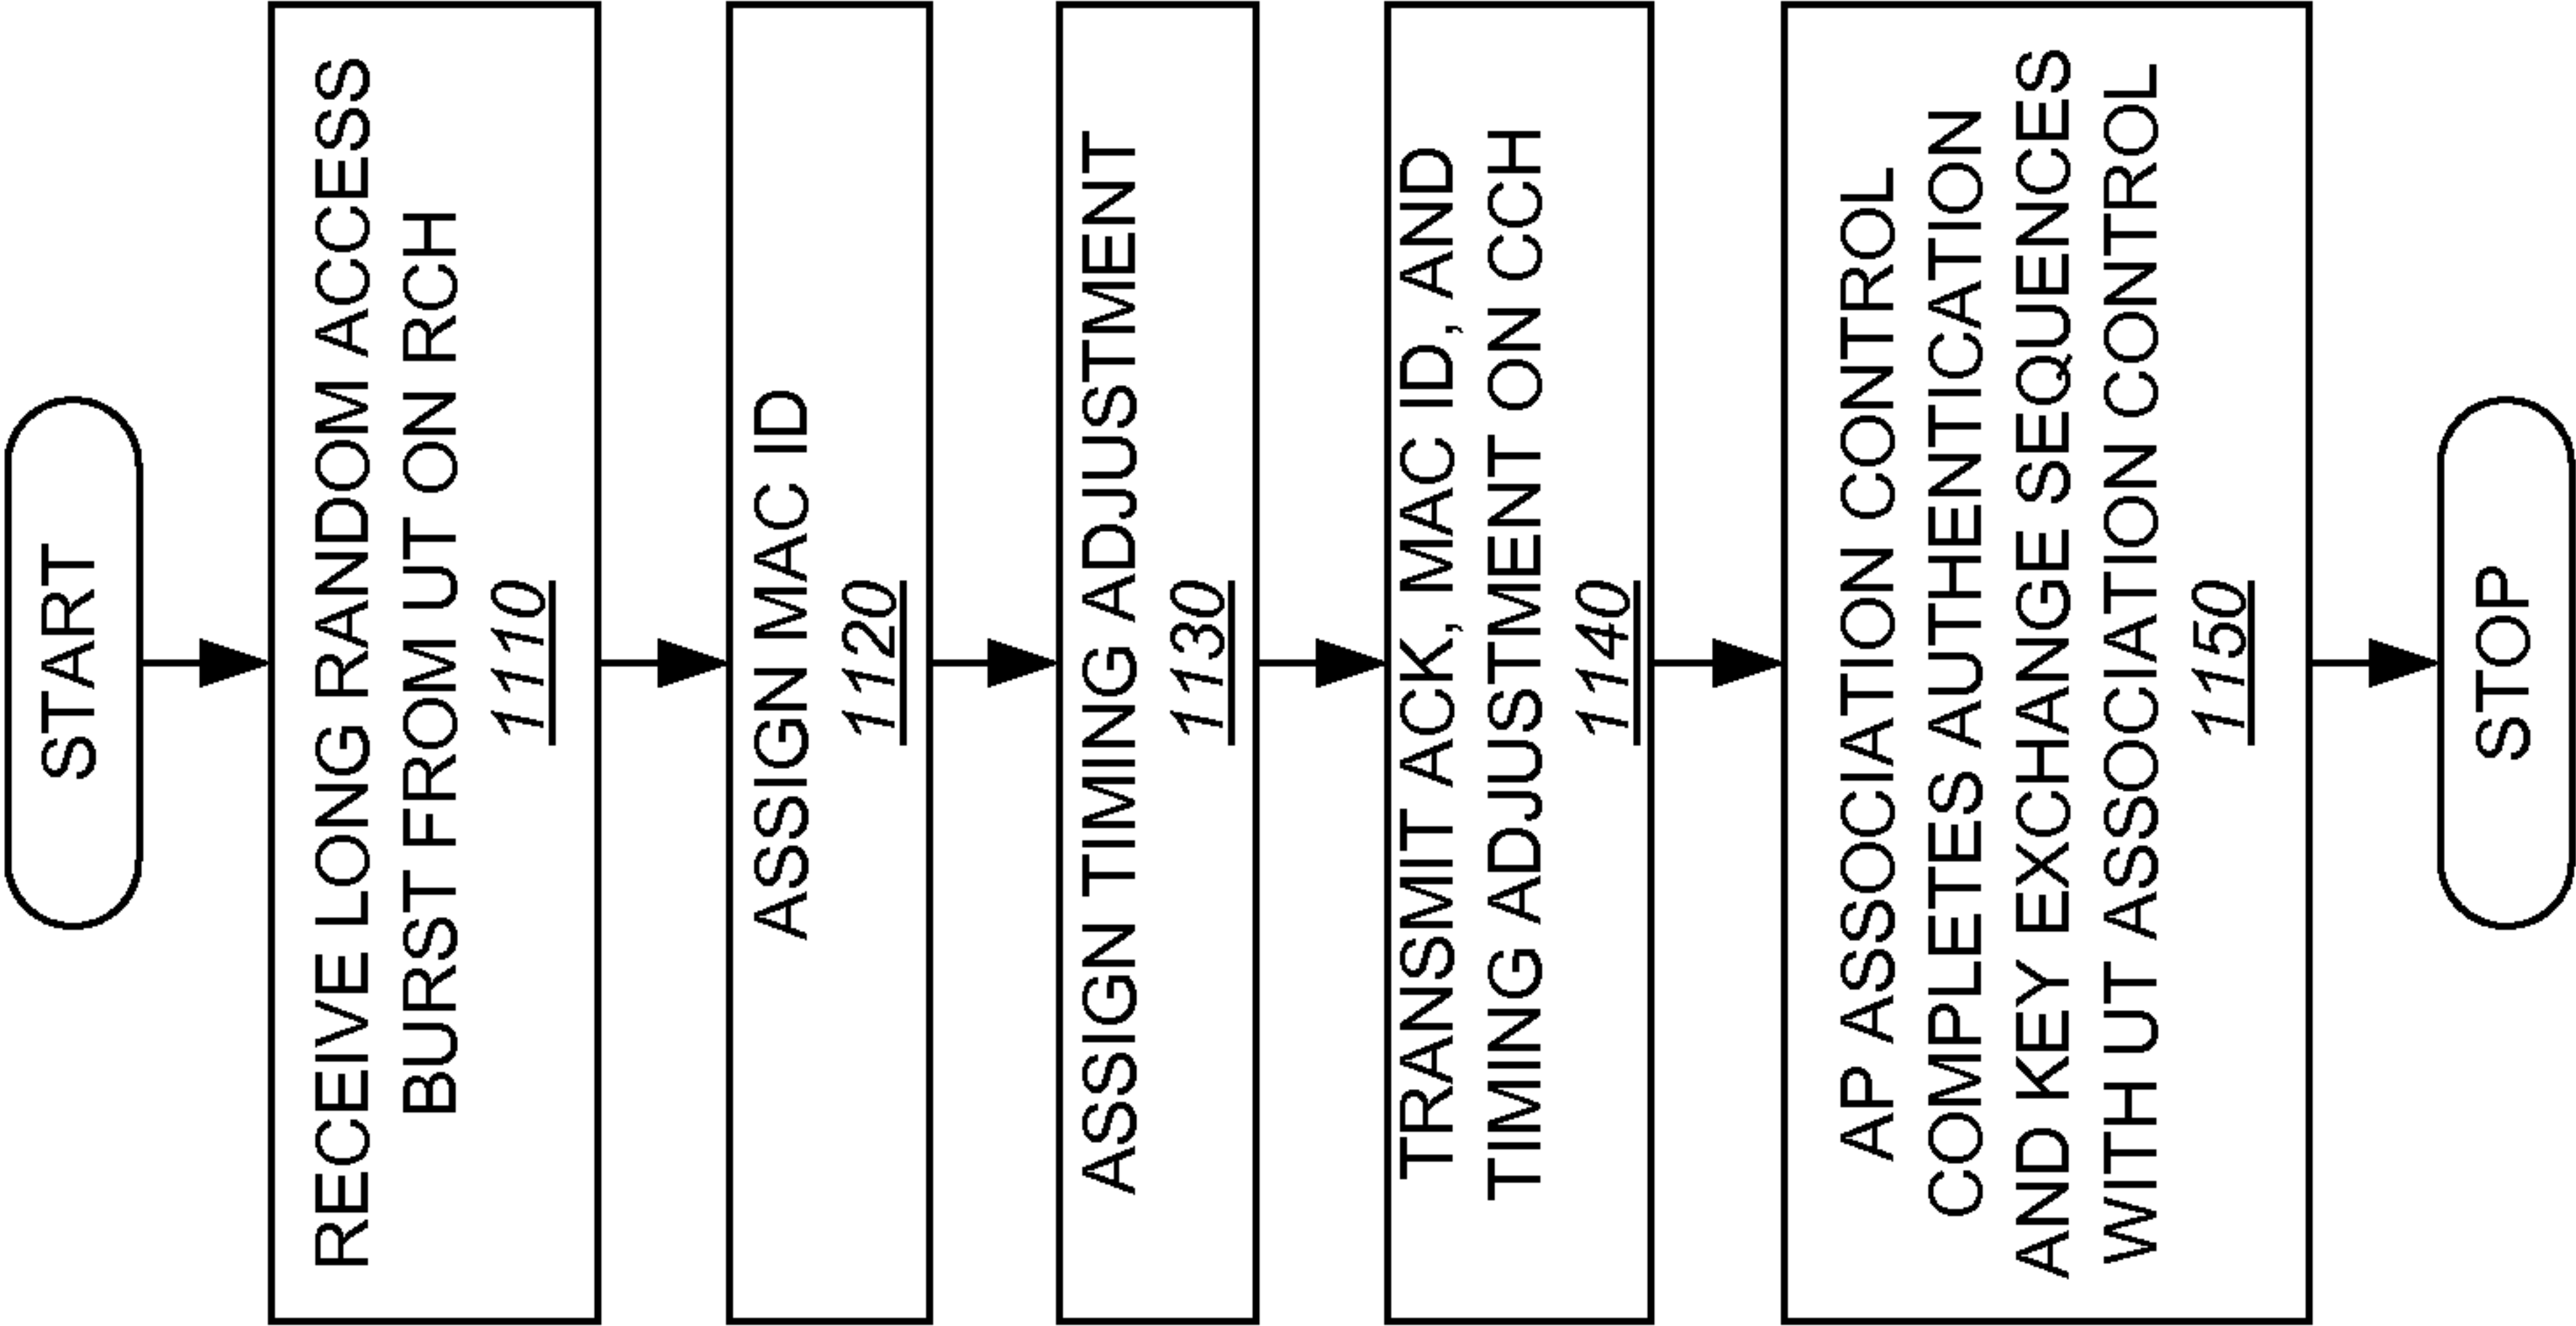 START
RECEIVE LONG RANDOM ACCESS
BURST FROM UT ON RCH
1110
ASSIGN MAC ID
1120
ASSIGN TIMING ADJUSTMENT
1130
TRANSMIT ACK, MAC ID, AND
TIMING ADJUSTMENT ON CCH
1140
AP ASSOCIATION CONTROL
COMPLETES AUTHENTICATION
AND KEY EXCHANGE SEQUENCES
WITH UT ASSOCIATION CONTROL
1150
STOP